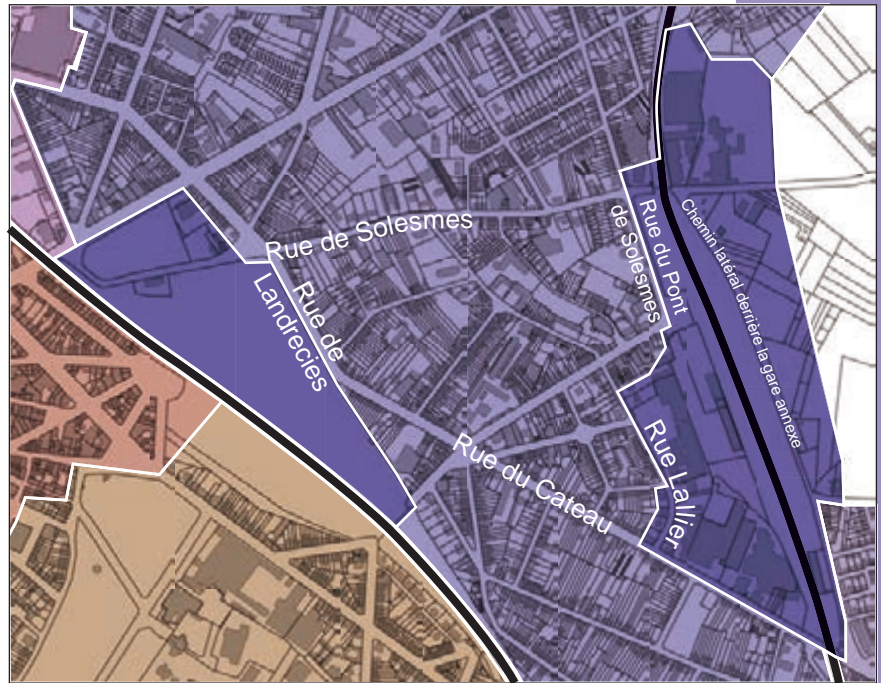 Rue de Solesmes
Rue de
Landrecies
Rue du Pont
de Solesmes
Chemin latéral derrière la gare annexe
Rue du Cateau
Rue Lallier